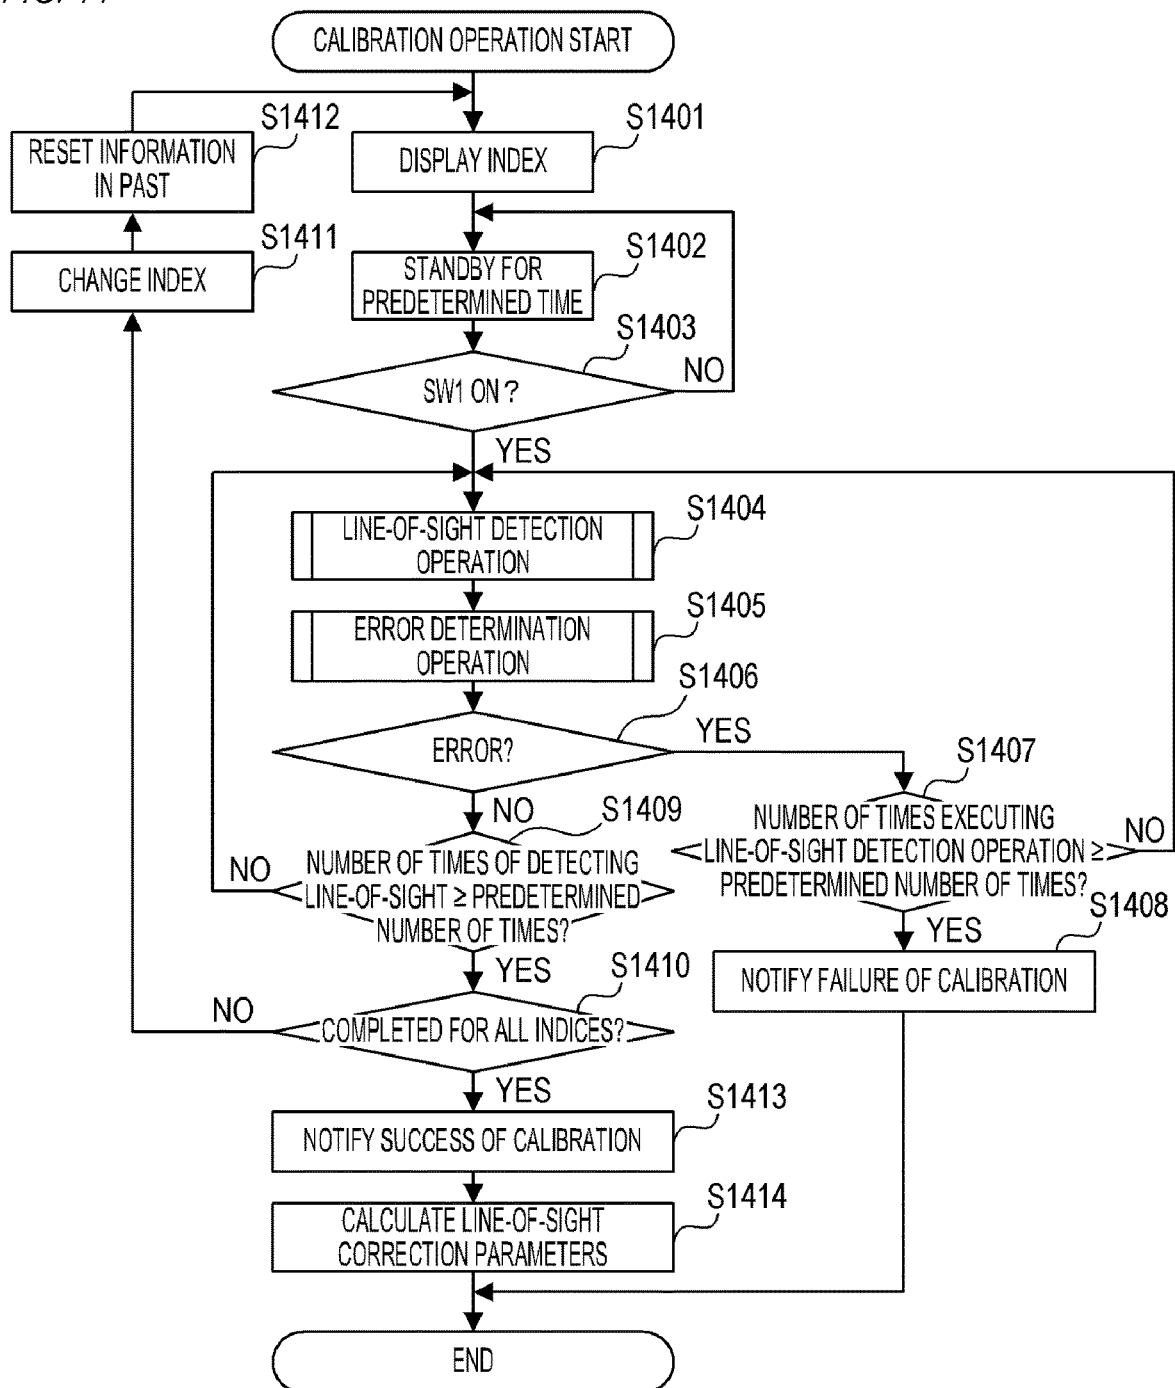 CALIBRATION OPERATION START
S1412
S1401
RESET INFORMATION
IN PAST
DISPLAY INDEX
S1411
S1402
CHANGE INDEX
STANDBY FOR
PREDETERMINED TIME
S1403
SW1 ON ?
NO
YES
S1404
LINE-OF-SIGHT DETECTION
OPERATION
S1405
ERROR DETERMINATION
OPERATION
S1406
ERROR?
YES
S1407
NO
S1409
NUMBER OF TIMES EXECUTING
LINE-OF-SIGHT DETECTION OPERATION ≥
PREDETERMINED NUMBER OF TIMES?
NO
NUMBER OF TIMES OF DETECTING
LINE-OF-SIGHT ≥ PREDETERMINED
NUMBER OF TIMES?
NO
YES
S1408
NOTIFY FAILURE OF CALIBRATION
YES
S1410
COMPLETED FOR ALL INDICES?
NO
YES
S1413
NOTIFY SUCCESS OF CALIBRATION
S1414
CALCULATE LINE-OF-SIGHT
CORRECTION PARAMETERS
END